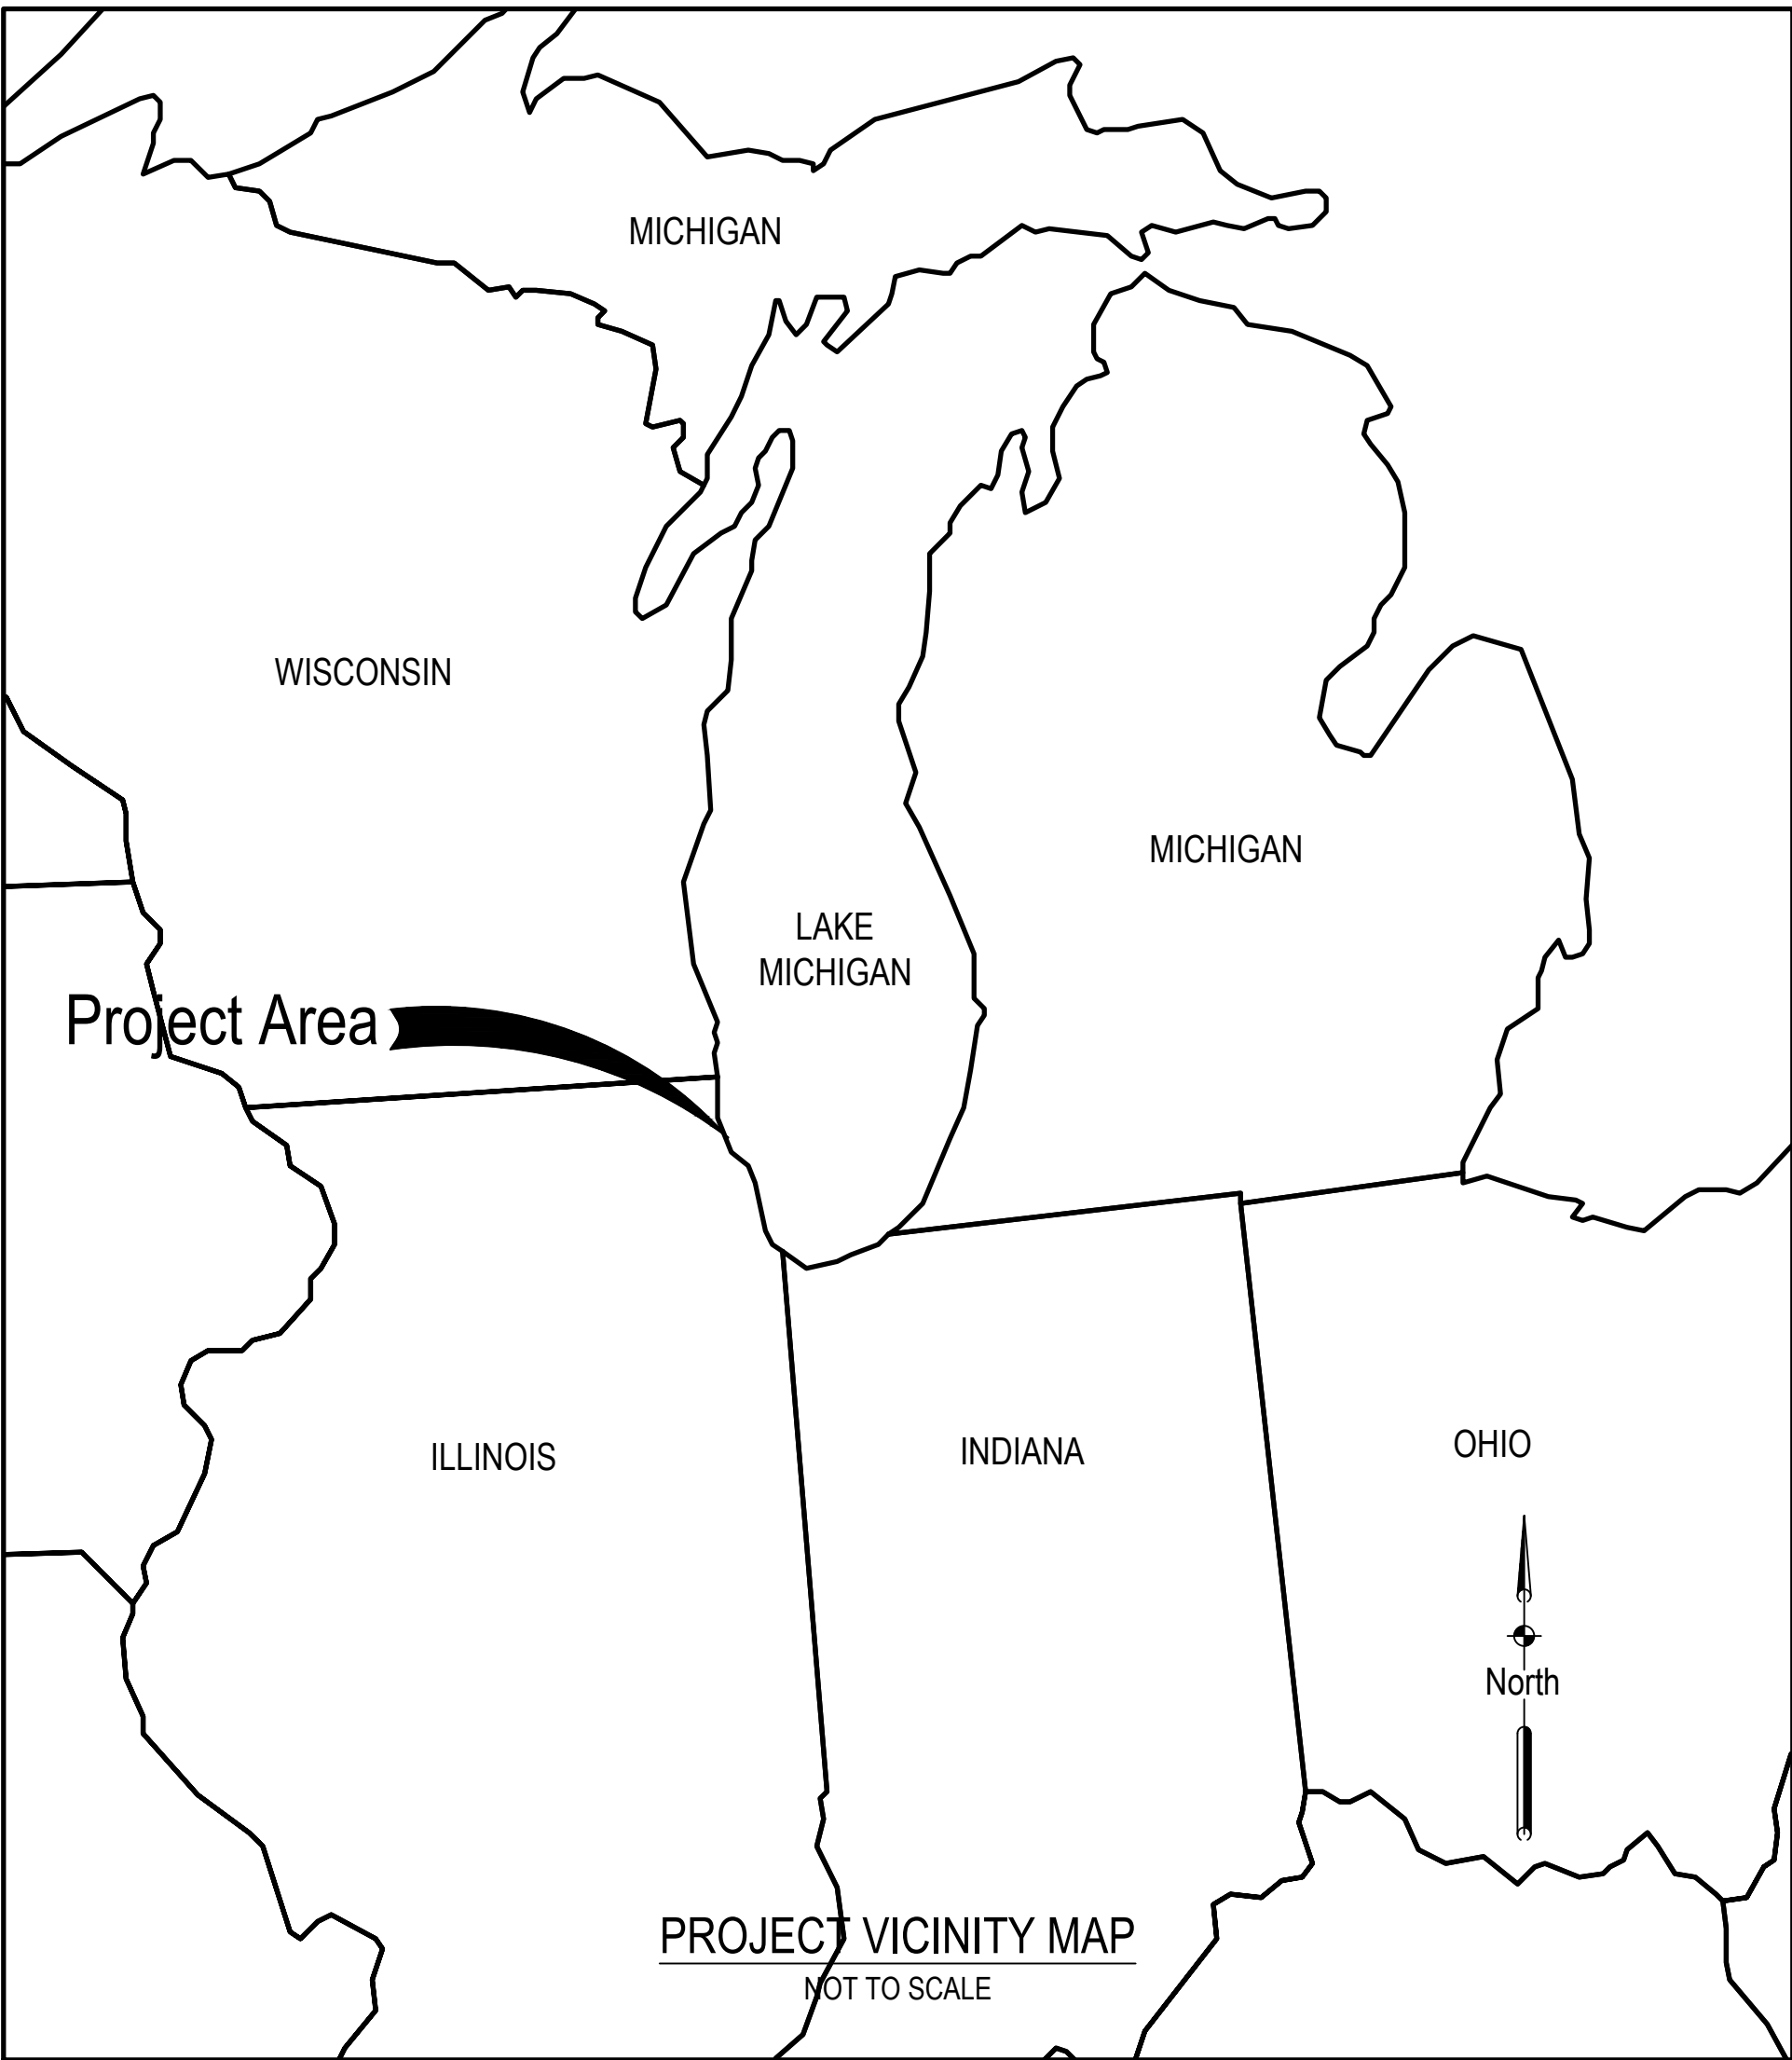 MICHIGAN
WISCONSIN
MICHIGAN
LAKE
MICHIGAN
Project Area
ILLINOIS
INDIANA
OHIO
North
PROJECT VICINITY MAP
NOT TO SCALE